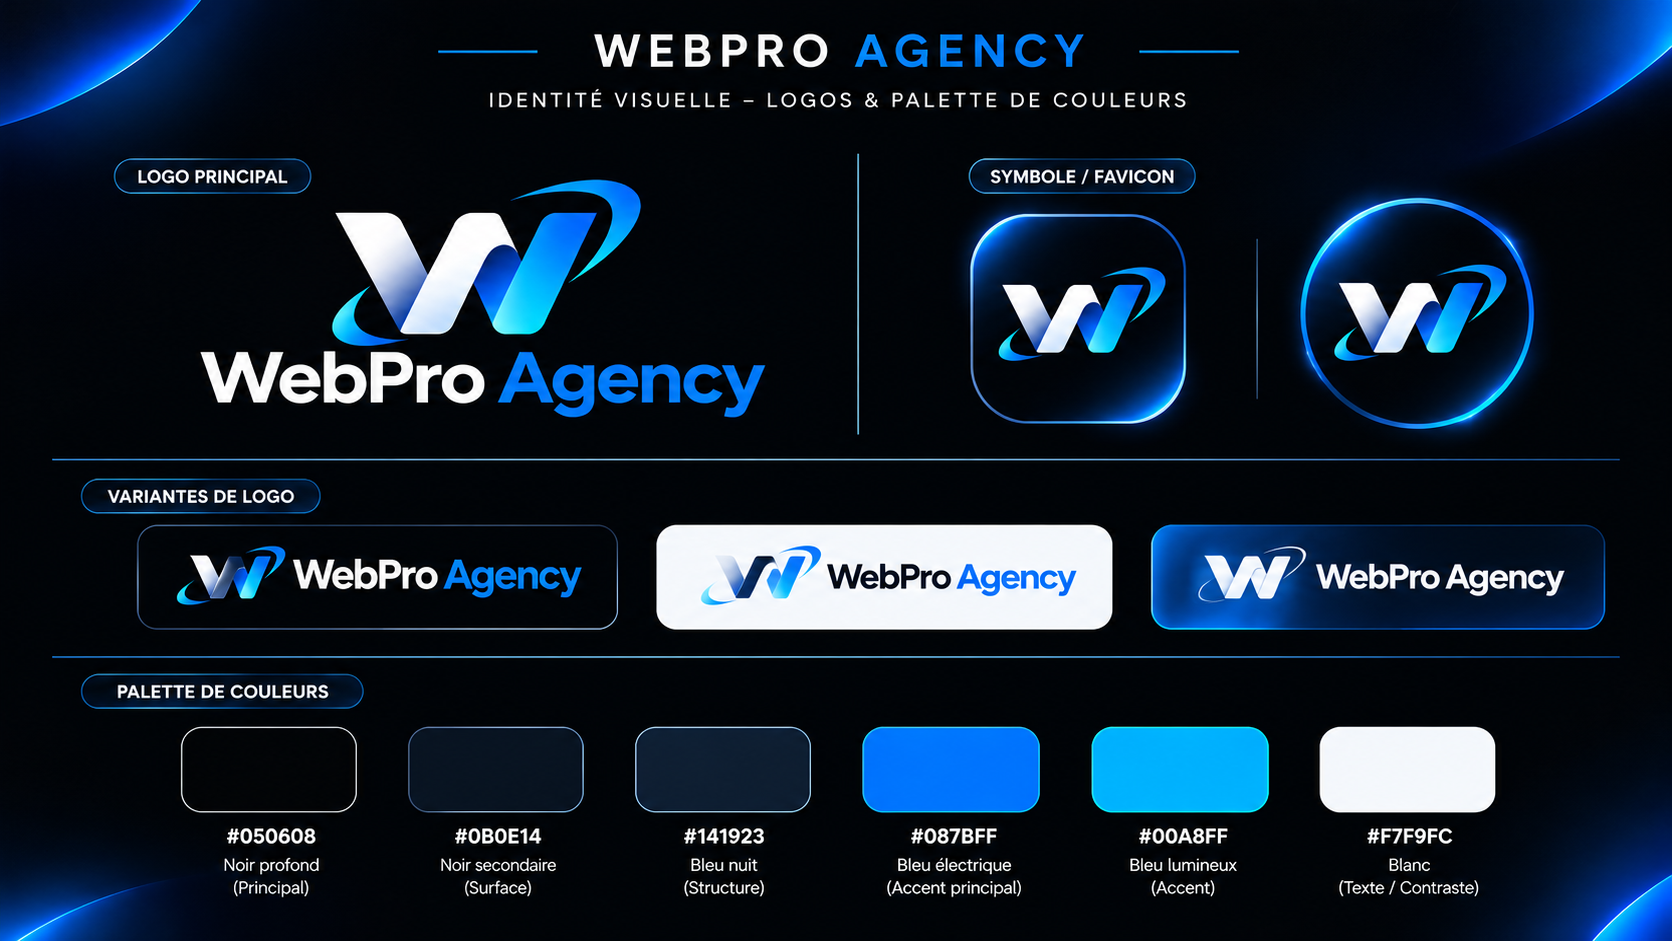 WEBPRO AGENCY
IDENTITÉ VISUELLE – LOGOS & PALETTE DE COULEURS
LOGO PRINCIPAL
W
WebPro Agency
SYMBOLE / FAVICON
W
W
VARIANTES DE LOGO
W WebPro Agency
W WebPro Agency
W WebPro Agency
PALETTE DE COULEURS
#050608
Noir profond
(Principal)
#0B0E14
Noir secondaire
(Surface)
#141923
Bleu nuit
(Structure)
#087BFF
Bleu électrique
(Accent principal)
#00A8FF
Bleu lumineux
(Accent)
#F7F9FC
Blanc
(Texte / Contraste)